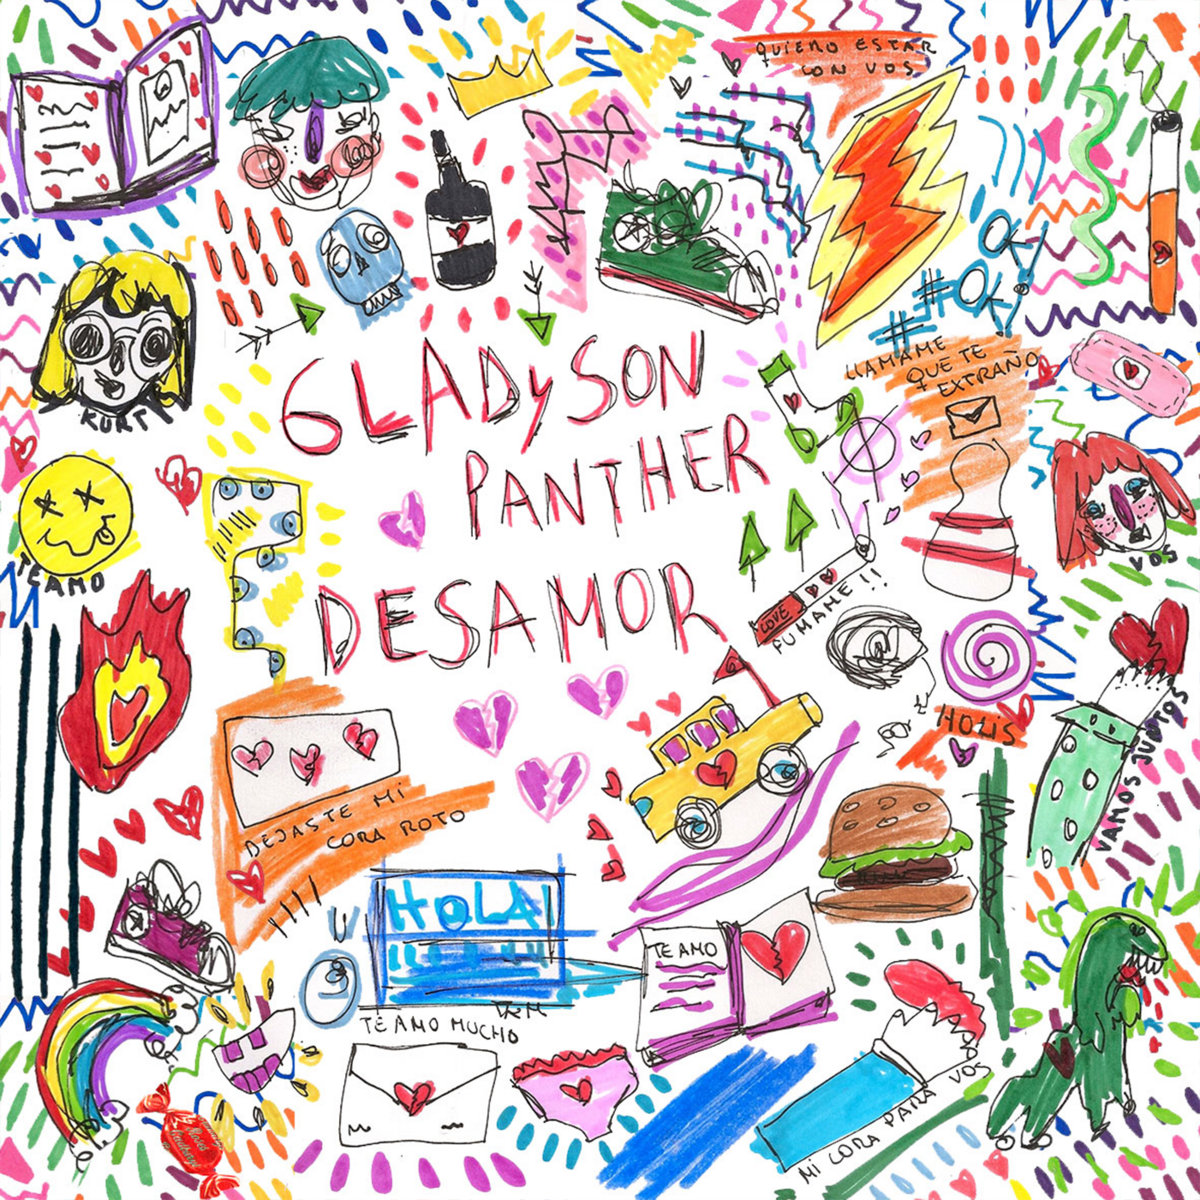 QUIERO ESTAR
CON VOS
OK!
#OK!
#
LLAMAME
QUE TE
EXTRAÑO
KURT
GLADySON
PANTHER
DESAMOR
TE AMO
VOS
LOVE
FUMAME!!
HOLIS
VAMOS JUNTOS
DEJASTE MI
CORA ROTO
HOLA!
TE AMO
TKM
TE AMO MUCHO
MI CORA PARA
VOS